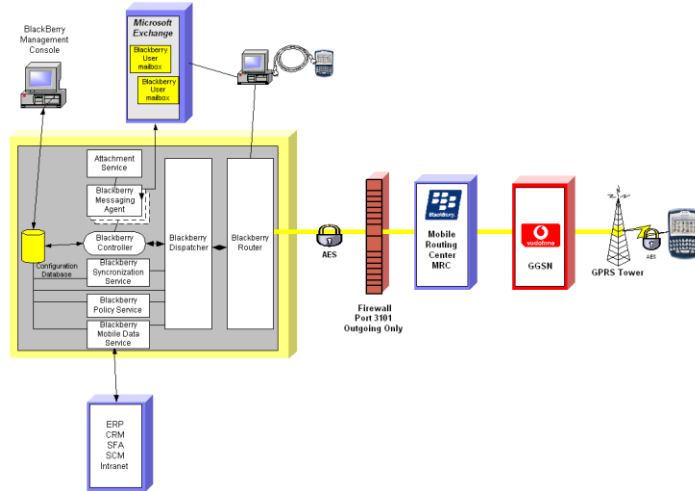 BlackBerry
Management
Console
Microsoft
Exchange
Blackberry
User
mailbox
Blackberry
User
mailbox
Attachment
Service
Blackberry
Messaging
Agent
Blackberry
Controller
Configuration
Database
Blackberry
Syncronization
Service
Blackberry
Policy Service
Blackberry
Mobile Data
Service
Blackberry
Dispatcher
Blackberry
Router
AES
Firewall
Port 3101
Outgoing Only
BlackBerry
Mobile
Routing
Center
MRC
vodafone
GGSN
GPRS Tower
AES
ERP
CRM
SFA
SCM
Intranet